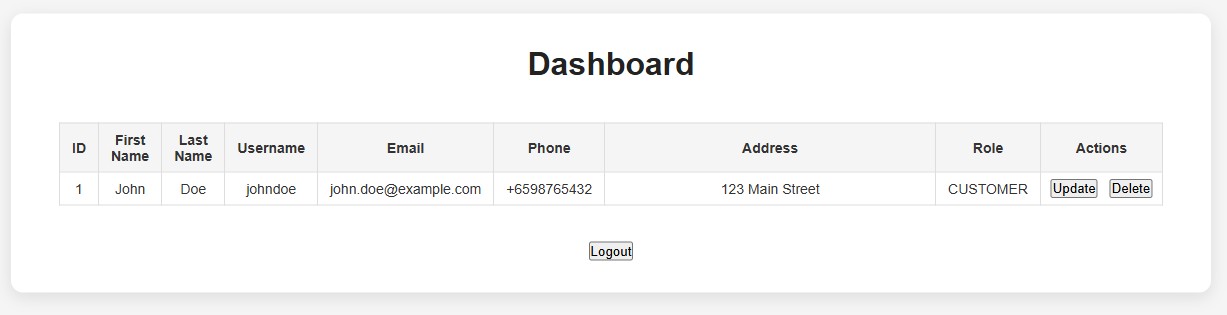 Dashboard
ID First Name Last Name Username Email Phone Address Role Actions
1 John Doe johndoe john.doe@example.com +6598765432 123 Main Street CUSTOMER Update Delete
Logout